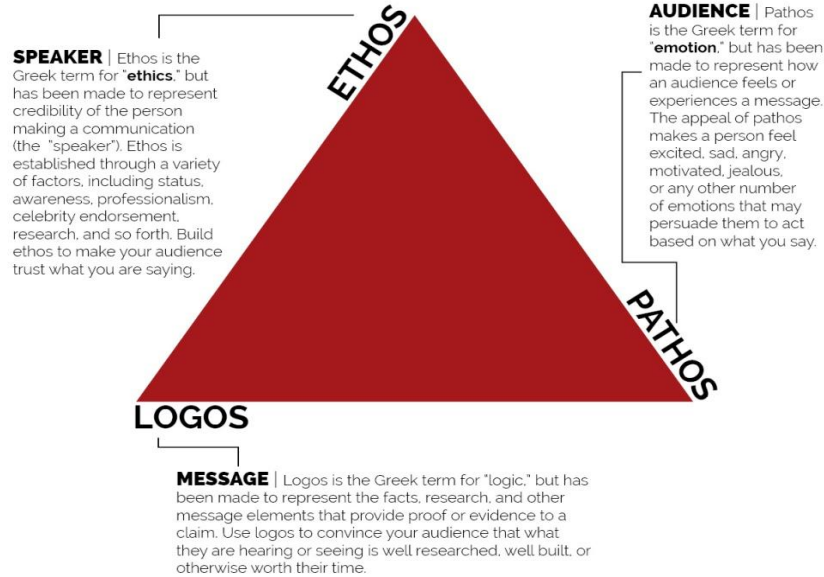 ETHOS
SPEAKER | Ethos is the
Greek term for "ethics," but
has been made to represent
credibility of the person
making a communication
(the "speaker"). Ethos is
established through a variety
of factors, including status,
awareness, professionalism,
celebrity endorsement,
research, and so forth. Build
ethos to make your audience
trust what you are saying.
AUDIENCE | Pathos
is the Greek term for
"emotion," but has been
made to represent how
an audience feels or
experiences a message.
The appeal of pathos
makes a person feel
excited, sad, angry,
motivated, jealous,
or any other number
of emotions that may
persuade them to act
based on what you say.
PATHOS
LOGOS
MESSAGE | Logos is the Greek term for "logic," but has
been made to represent the facts, research, and other
message elements that provide proof or evidence to a
claim. Use logos to convince your audience that what
they are hearing or seeing is well researched, well built, or
otherwise worth their time.